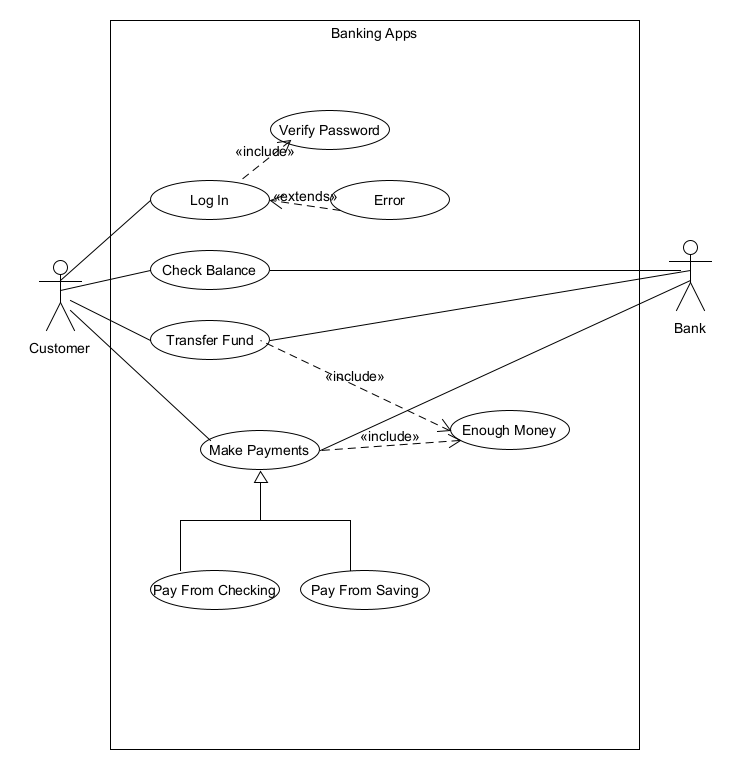 Banking Apps
Verify Password
«include»
Log In
«extends»
Error
Check Balance
Customer
Bank
Transfer Fund
«include»
Enough Money
«include»
Make Payments
Pay From Checking
Pay From Saving